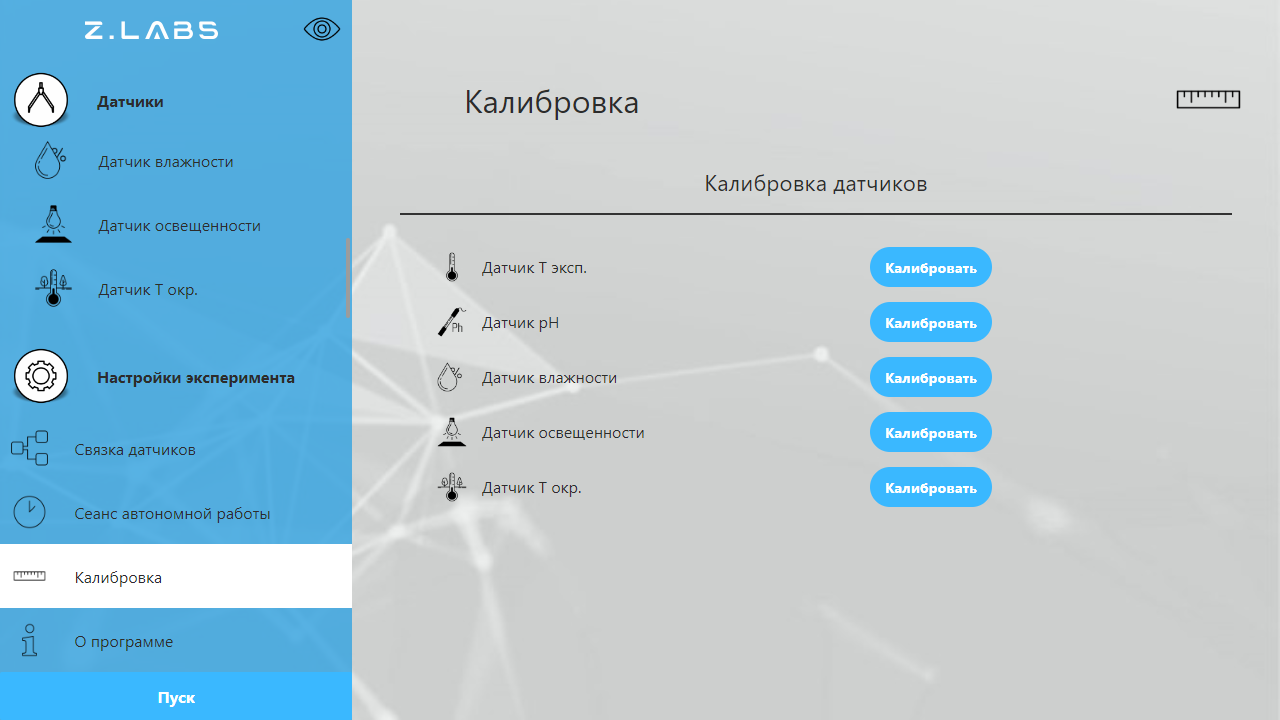 Z.LABS
Датчики
Датчик влажности
Датчик освещенности
Датчик Т окр.
Настройки эксперимента
Связка датчиков
Сеанс автономной работы
Калибровка
О программе
Пуск
Калибровка
Калибровка датчиков
Датчик Т эксп.
Калибровать
Ph
Датчик pH
Калибровать
Датчик влажности
Калибровать
Датчик освещенности
Калибровать
Датчик Т окр.
Калибровать